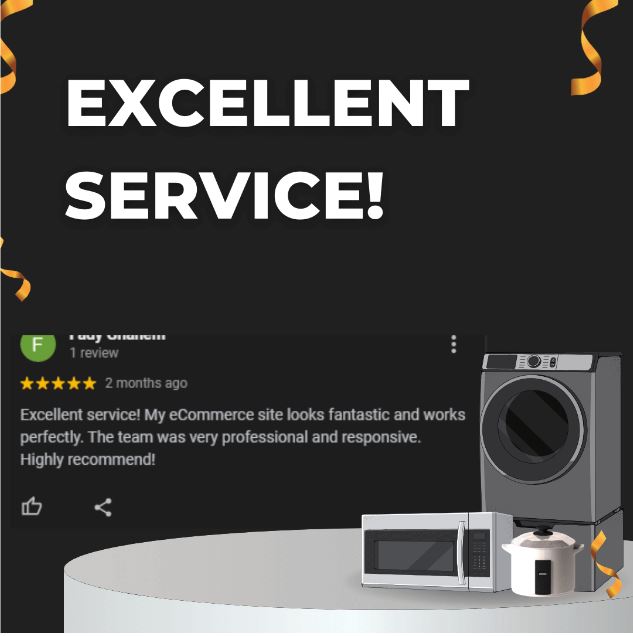 EXCELLENT
SERVICE!
F
1 review
2 months ago
Excellent service! My eCommerce site looks fantastic and works
perfectly. The team was very professional and responsive.
Highly recommend!